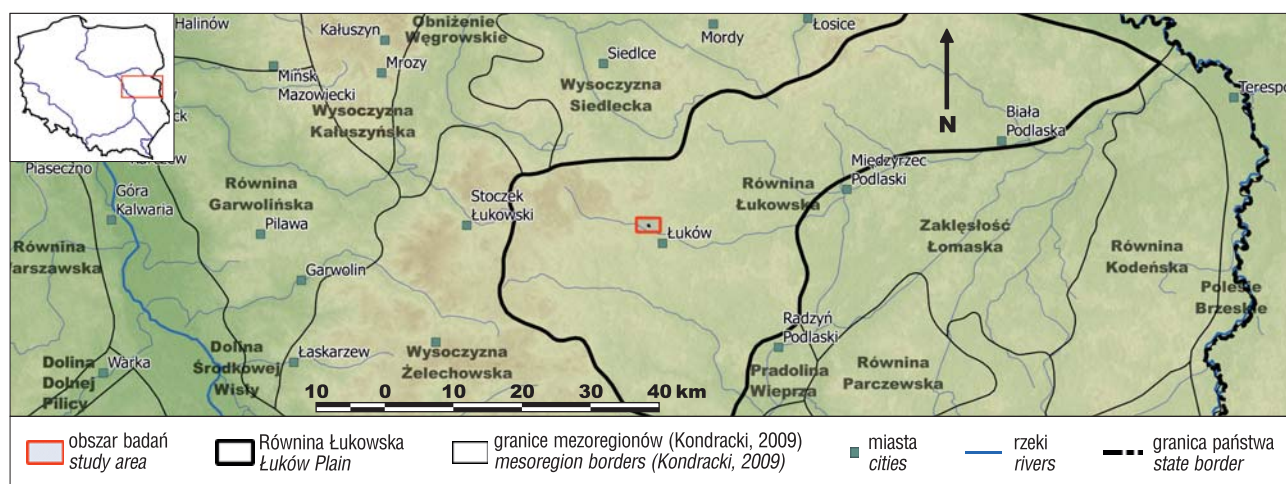 Halinów
Kałuszyn
Obniżenie
Węgrowskie
Łosice
Mordy
Siedlce
Mrozy
Mińsk
Mazowiecki
Wysoczyzna
Siedlecka
Terespo
Wysoczyzna
Kałuszyńska
N
Biała
Podlaska
Piaseczno
Góra
Kalwaria
Równina
Garwolińska
Pilawa
Stoczek
Łukowski
Równina
Łukowska
Międzyrzec
Podlaski
Łuków
Zaklęsłość
Łomaska
Równina
Kodeńska
Równina
Warszawska
Garwolin
Polesie
Brzeskie
Radzyń
Podlaski
Warka
Dolina
Dolnej
Pilicy
Dolina
Środkowej
Wisły
Łaskarzew
Wysoczyzna
Żelechowska
Pradolina
Wieprza
Równina
Parczewska
10 0 10 20 30 40 km
obszar badań
study area
Równina Łukowska
Łuków Plain
granice mezoregionów (Kondracki, 2009)
mesoregion borders (Kondracki, 2009)
miasta
cities
rzeki
rivers
granica państwa
state border